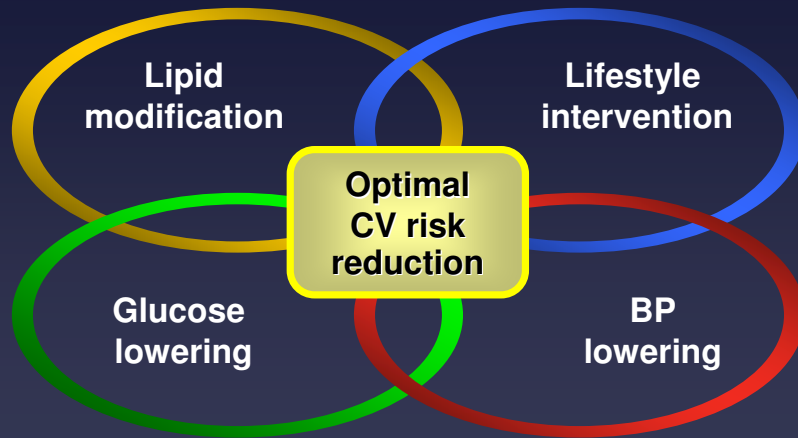 Lipid
modification
Lifestyle
intervention
Optimal
CV risk
reduction
Glucose
lowering
BP
lowering